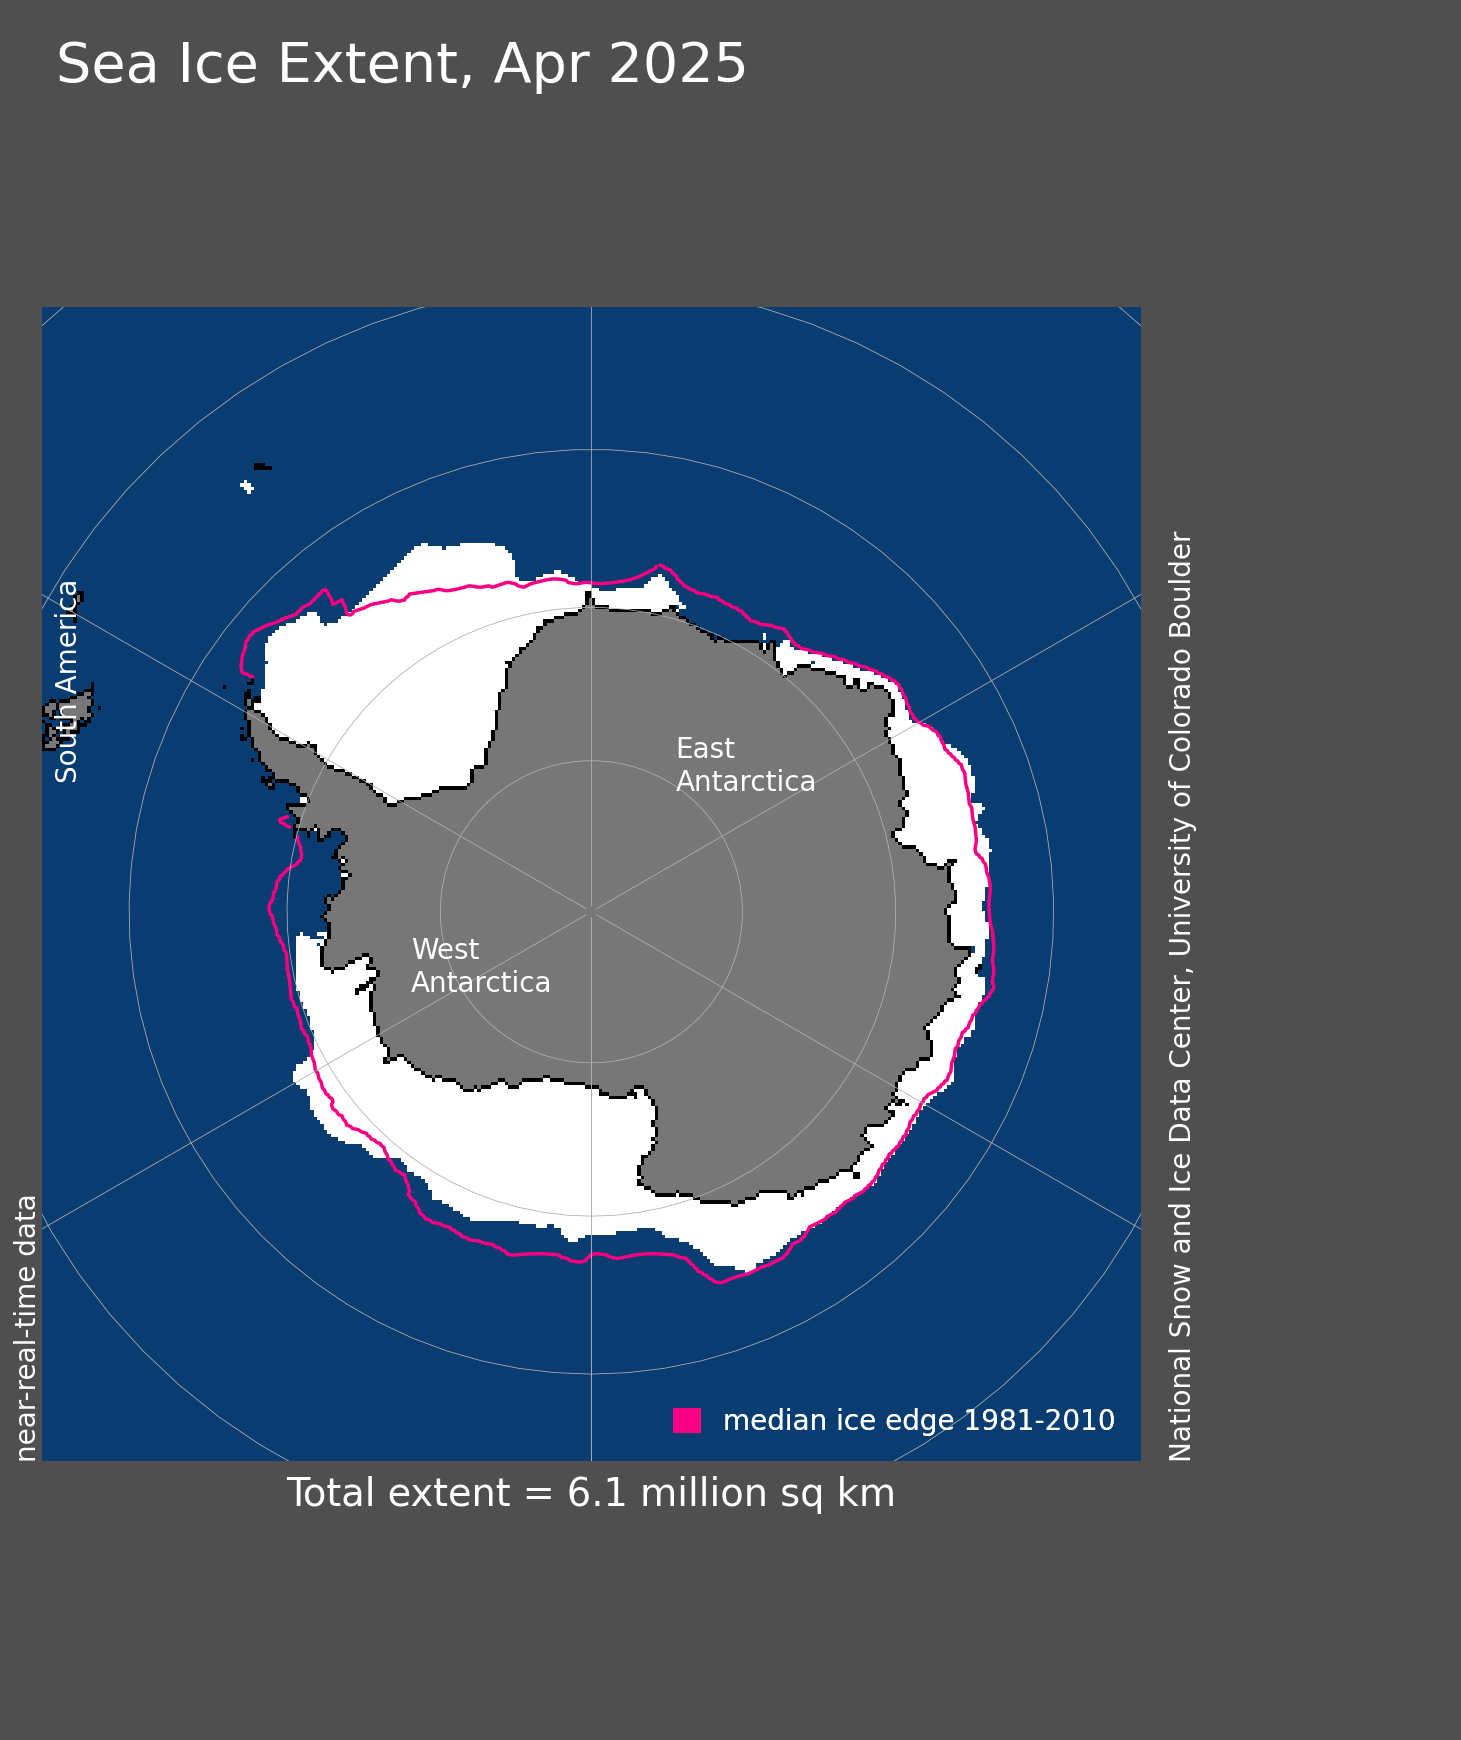 Sea Ice Extent, Apr 2025
South America
East
Antarctica
West
Antarctica
near-real-time data
National Snow and Ice Data Center, University of Colorado Boulder
median ice edge 1981-2010
Total extent = 6.1 million sq km